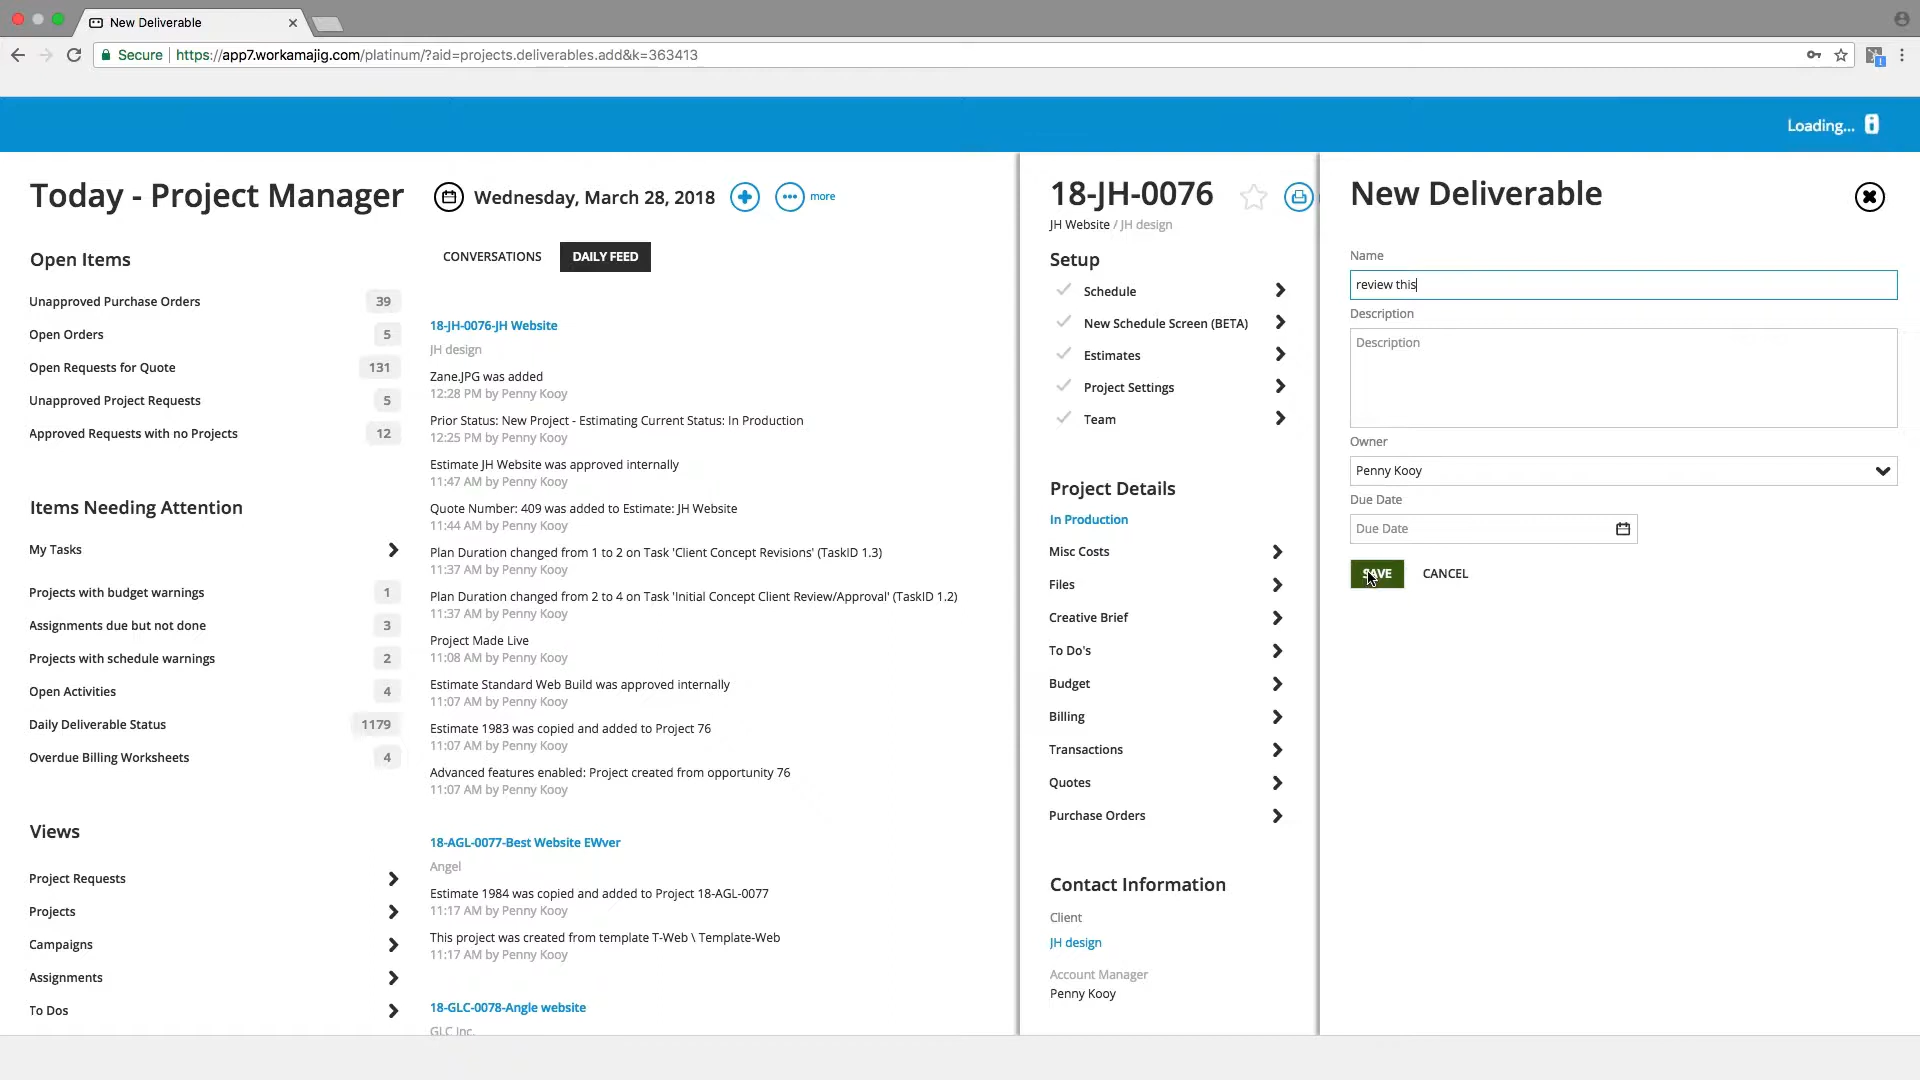 New Deliverable
Secure https://app7.workamajig.com/platinum/?aid=projects.deliverables.add&k=363413
Loading...
Today - Project Manager
Wednesday, March 28, 2018
more
Open Items
Unapproved Purchase Orders 39
Open Orders 5
Open Requests for Quote 131
Unapproved Project Requests 5
Approved Requests with no Projects 12
Items Needing Attention
My Tasks
Projects with budget warnings 1
Assignments due but not done 3
Projects with schedule warnings 2
Open Activities 4
Daily Deliverable Status 1179
Overdue Billing Worksheets 4
Views
Project Requests
Projects
Campaigns
Assignments
To Dos
CONVERSATIONS DAILY FEED
18-JH-0076-JH Website
JH design
Zane.JPG was added
12:28 PM by Penny Kooy
Prior Status: New Project - Estimating Current Status: In Production
12:25 PM by Penny Kooy
Estimate JH Website was approved internally
11:47 AM by Penny Kooy
Quote Number: 409 was added to Estimate: JH Website
11:44 AM by Penny Kooy
Plan Duration changed from 1 to 2 on Task 'Client Concept Revisions' (TaskID 1.3)
11:37 AM by Penny Kooy
Plan Duration changed from 2 to 4 on Task 'Initial Concept Client Review/Approval' (TaskID 1.2)
11:37 AM by Penny Kooy
Project Made Live
11:08 AM by Penny Kooy
Estimate Standard Web Build was approved internally
11:07 AM by Penny Kooy
Estimate 1983 was copied and added to Project 76
11:07 AM by Penny Kooy
Advanced features enabled: Project created from opportunity 76
11:07 AM by Penny Kooy
18-AGL-0077-Best Website EWver
Angel
Estimate 1984 was copied and added to Project 18-AGL-0077
11:17 AM by Penny Kooy
This project was created from template T-Web \ Template-Web
11:17 AM by Penny Kooy
18-GLC-0078-Angle website
GLC Inc.
18-JH-0076
JH Website / JH design
Setup
Schedule
New Schedule Screen (BETA)
Estimates
Project Settings
Team
Project Details
In Production
Misc Costs
Files
Creative Brief
To Do's
Budget
Billing
Transactions
Quotes
Purchase Orders
Contact Information
Client
JH design
Account Manager
Penny Kooy
New Deliverable
Name
review this
Description
Description
Owner
Penny Kooy
Due Date
Due Date
SAVE CANCEL